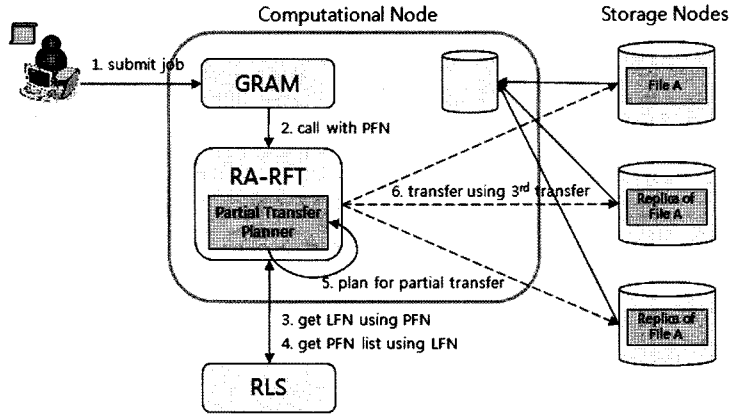 Computational Node
Storage Nodes
1. submit job
GRAM
File A
2. call with PFN
RA-RFT
6. transfer using 3rd transfer
Partial Transfer
Planner
Replica of
File A
5. plan for partial transfer
3. get LFN using PFN
4. get PFN list using LFN
Replica of
File A
RLS